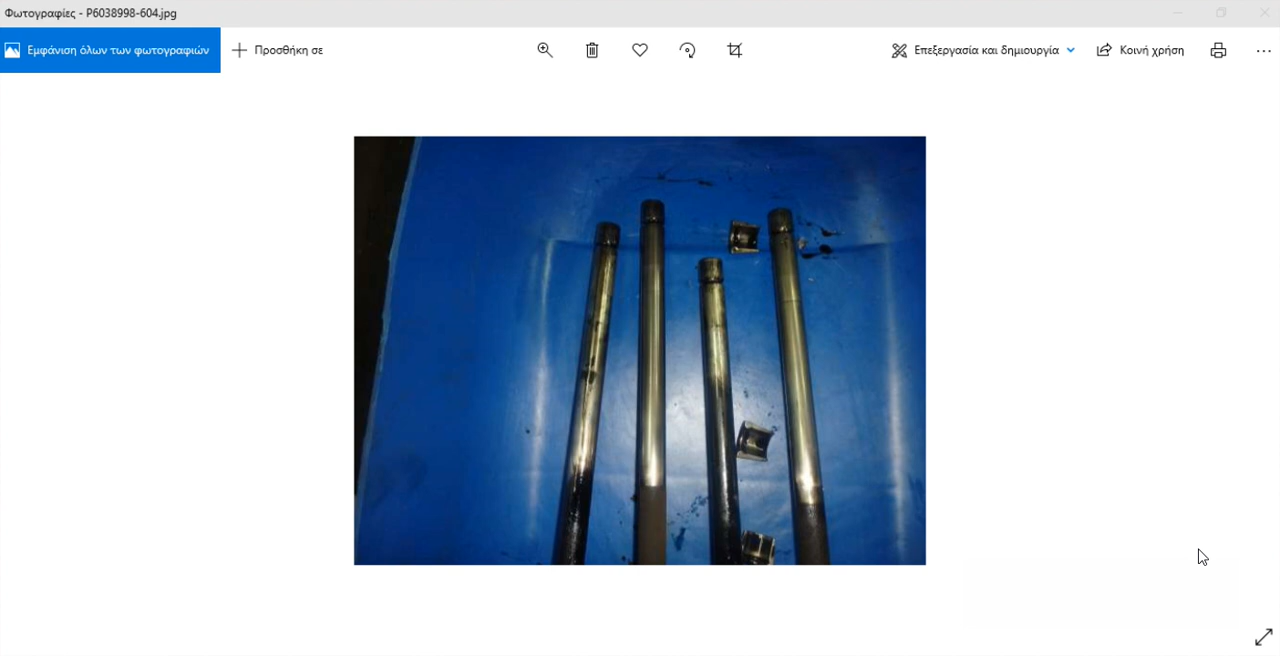 Φωτογραφίες - P6038998-604.jpg
Εμφάνιση όλων των φωτογραφιών
Προσθήκη σε
Επεξεργασία και δημιουργία
Κοινή χρήση